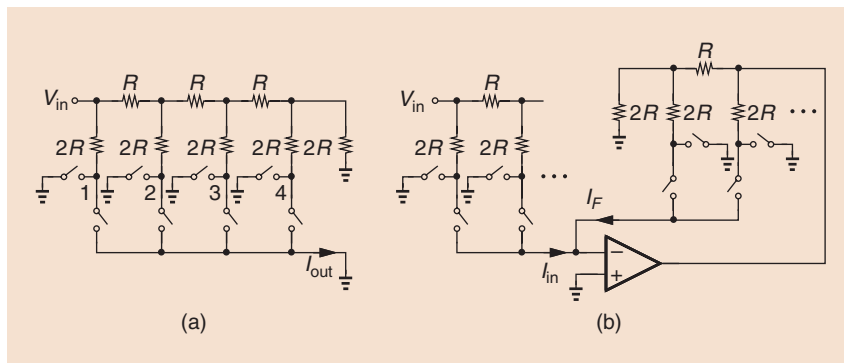 R R R
V_in
2R 2R 2R 2R 2R
1 2 3 4
I_out
(a)
R
V_in R
2R 2R 2R
2R 2R
I_F
I_in
− +
(b)